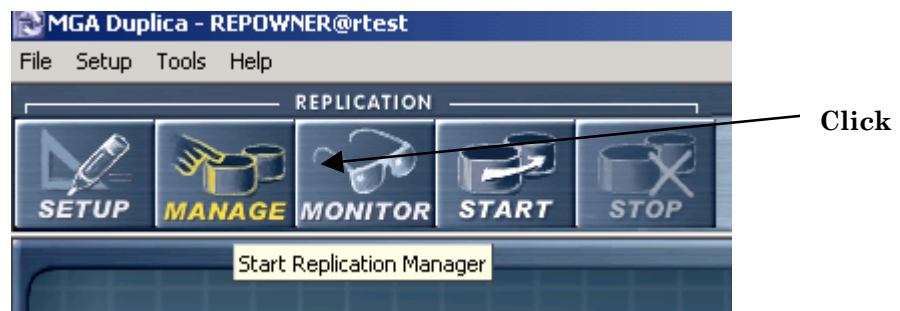 MGA Duplica - REPOWNER@rtest
File Setup Tools Help
REPLICATION
Click
SETUP MANAGE MONITOR START STOP
Start Replication Manager